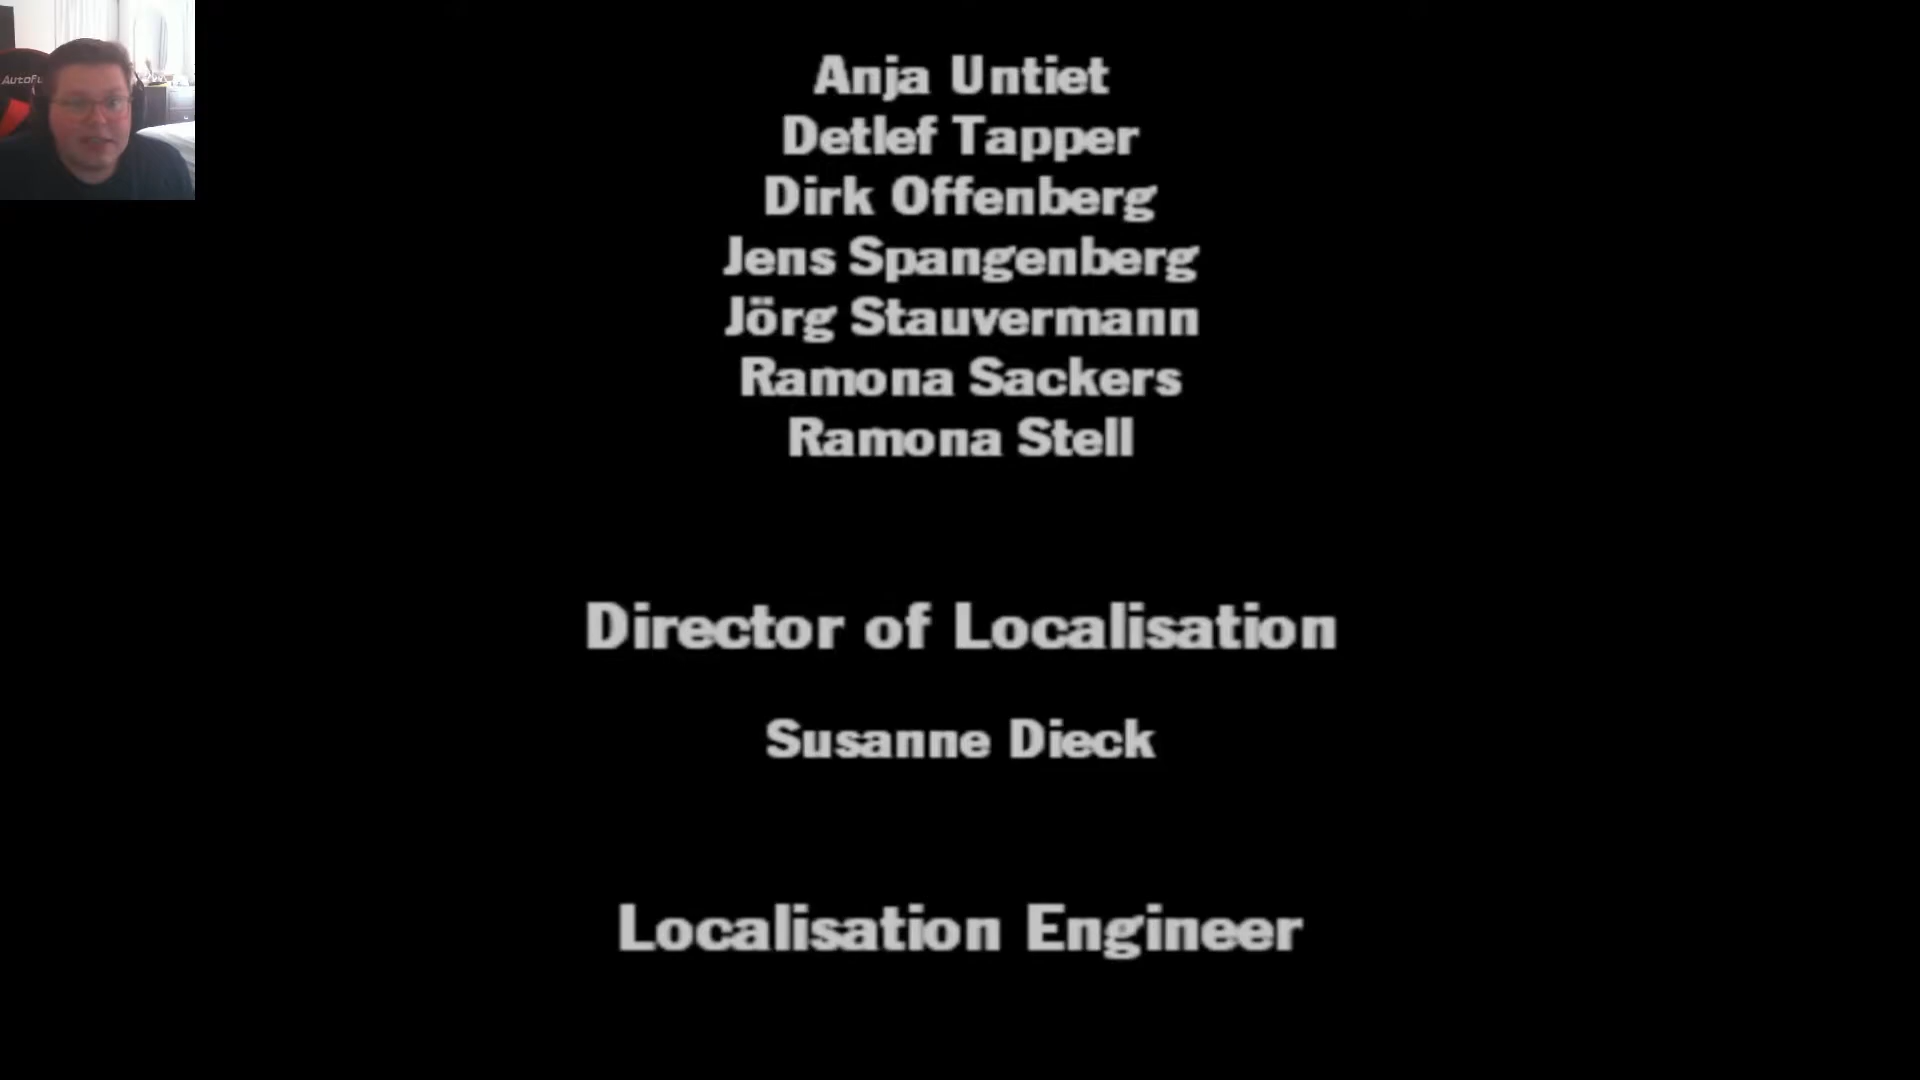 Anja Untiet
Detlef Tapper
Dirk Offenberg
Jens Spangenberg
Jörg Stauvermann
Ramona Sackers
Ramona Stell
Director of Localisation
Susanne Dieck
Localisation Engineer